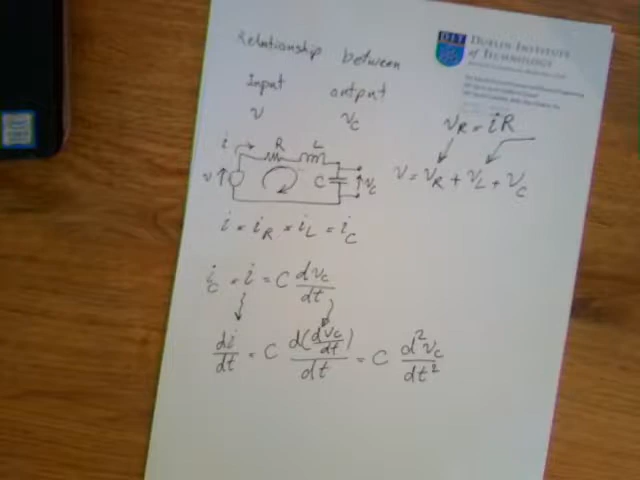 Relationship between
Input output
v v_C
DIT DUBLIN INSTITUTE
of TECHNOLOGY
v_R = iR
i R L
v C v_C
v = v_R + v_L + v_C
i = i_R = i_L = i_C
i_C = i = C dv_C/dt
di/dt = C d(dv_C/dt)/dt = C d²v_C/dt²